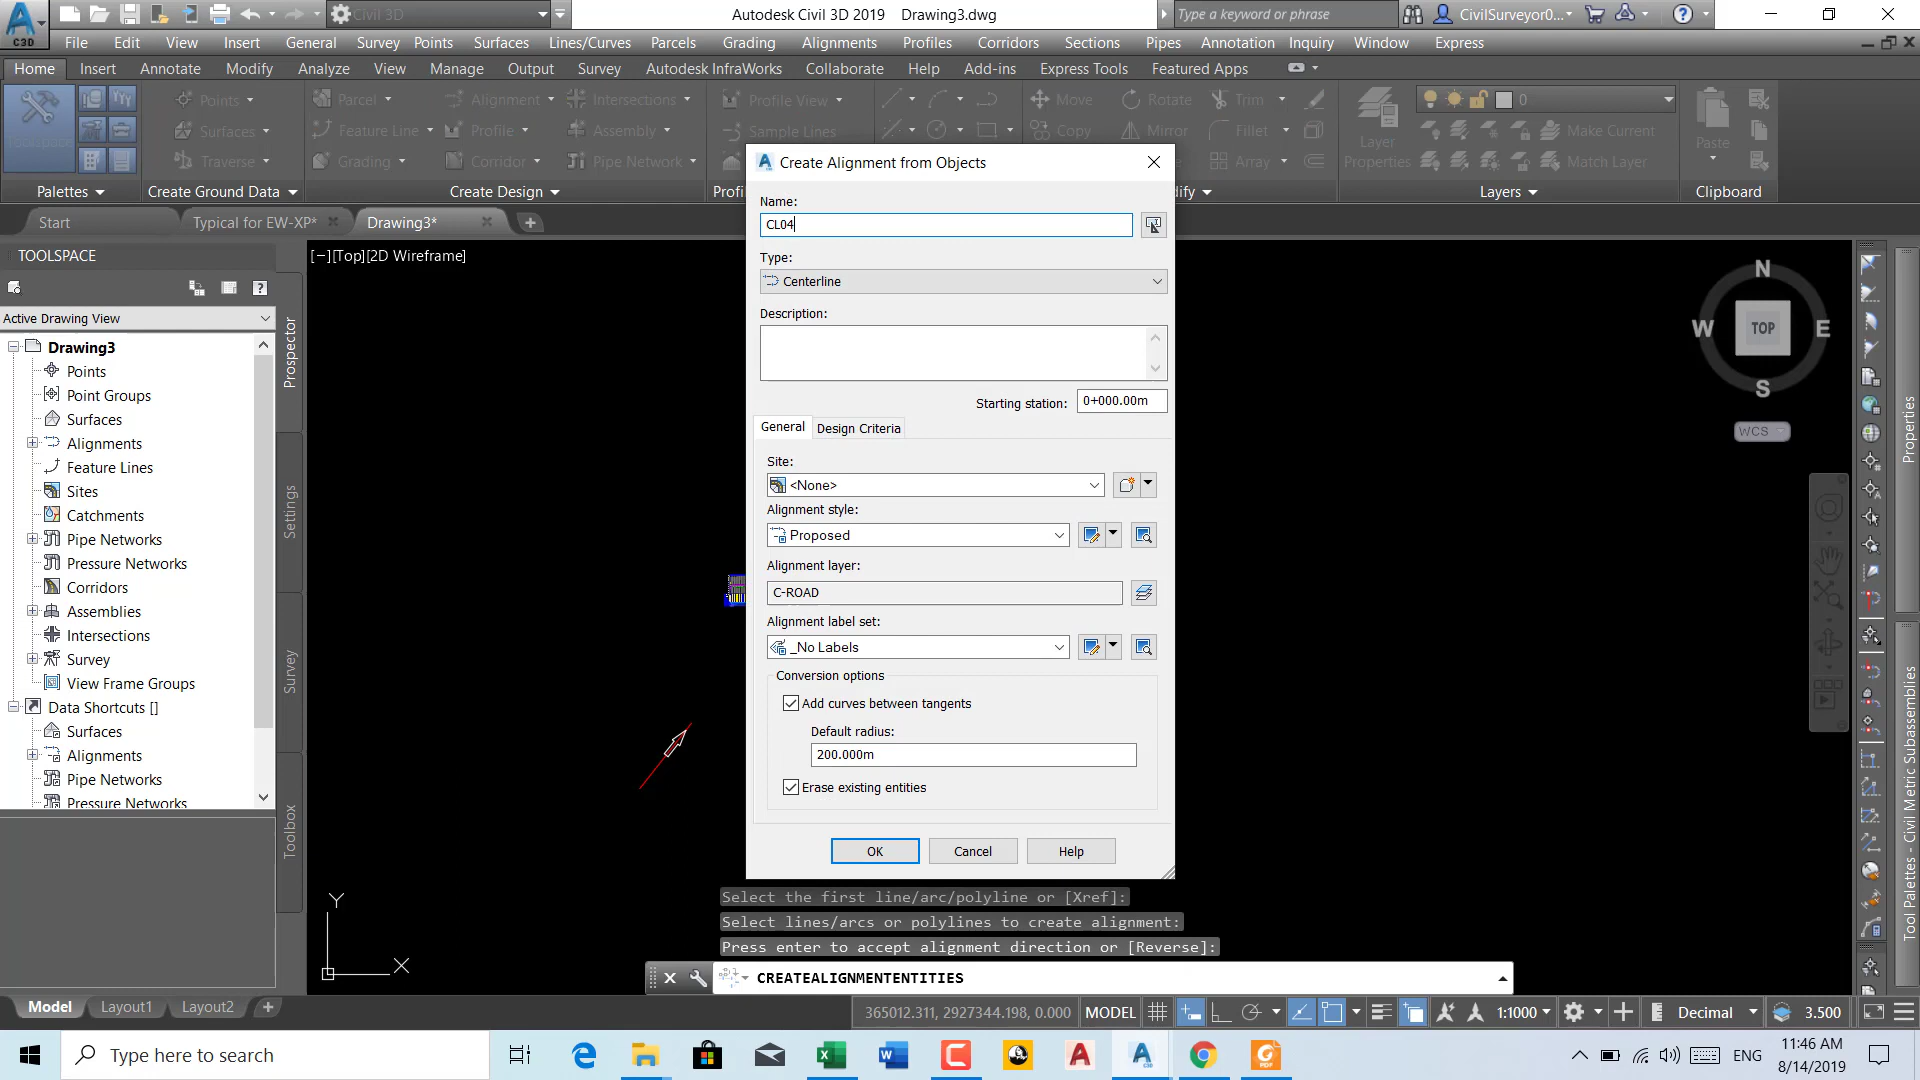 C3D
Civil 3D
Autodesk Civil 3D 2019 Drawing3.dwg
Type a keyword or phrase
CivilSurveyor0...
File Edit View Insert General Survey Points Surfaces Lines/Curves Parcels Grading Alignments Profiles Corridors Sections Pipes Annotation Inquiry Window Express
Home Insert Annotate Modify Analyze View Manage Output Survey Autodesk InfraWorks Collaborate Help Add-ins Express Tools Featured Apps
Points Parcel Alignment Intersections Profile View Move Rotate Trim 0
Surfaces Feature Line Profile Assembly Sample Lines Copy Mirror Fillet Make Current
Traverse Grading Corridor Pipe Network Array Match Layer
Toolspace
Layer
Properties
Paste
Palettes Create Ground Data Create Design Profi dify Layers Clipboard
Start Typical for EW-XP* Drawing3*
TOOLSPACE
Active Drawing View
Drawing3
Points
Point Groups
Surfaces
Alignments
Feature Lines
Sites
Catchments
Pipe Networks
Pressure Networks
Corridors
Assemblies
Intersections
Survey
View Frame Groups
Data Shortcuts []
Surfaces
Alignments
Pipe Networks
Pressure Networks
Prospector
Settings
Survey
Toolbox
[−][Top][2D Wireframe]
Create Alignment from Objects
Name:
CL04
Type:
Centerline
Description:
Starting station: 0+000.00m
General Design Criteria
Site:
<None>
Alignment style:
Proposed
Alignment layer:
C-ROAD
Alignment label set:
_No Labels
Conversion options
Add curves between tangents
Default radius:
200.000m
Erase existing entities
OK Cancel Help
N
W TOP E
S
WCS
Properties
Tool Palettes - Civil Metric Subassemblies
Y
X
Select the first line/arc/polyline or [Xref]:
Select lines/arcs or polylines to create alignment:
Press enter to accept alignment direction or [Reverse]:
CREATEALIGNMENTENTITIES
Model Layout1 Layout2
365012.311, 2927344.198, 0.000 MODEL 1:1000 Decimal 3.500
Type here to search
ENG
11:46 AM
8/14/2019